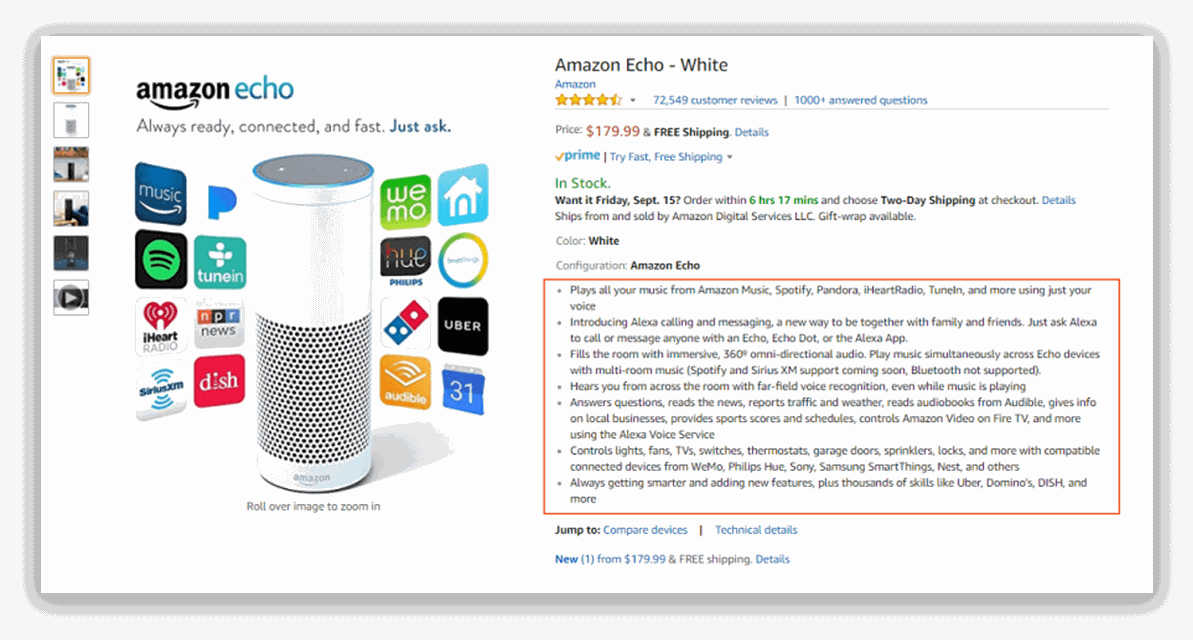 amazon echo
Always ready, connected, and fast. Just ask.
music
we
mo
hue
PHILIPS
SmartThings
tunein
iHeart
RADIO
npr
news
UBER
SiriusXM
dish
audible
31
amazon
Roll over image to zoom in
Amazon Echo - White
Amazon
72,549 customer reviews | 1000+ answered questions
Price: $179.99 & FREE Shipping. Details
prime | Try Fast, Free Shipping
In Stock.
Want it Friday, Sept. 15? Order within 6 hrs 17 mins and choose Two-Day Shipping at checkout. Details
Ships from and sold by Amazon Digital Services LLC. Gift-wrap available.
Color: White
Configuration: Amazon Echo
• Plays all your music from Amazon Music, Spotify, Pandora, iHeartRadio, TuneIn, and more using just your
voice
• Introducing Alexa calling and messaging, a new way to be together with family and friends. Just ask Alexa
to call or message anyone with an Echo, Echo Dot, or the Alexa App.
• Fills the room with immersive, 360º omni-directional audio. Play music simultaneously across Echo devices
with multi-room music (Spotify and Sirius XM support coming soon, Bluetooth not supported).
• Hears you from across the room with far-field voice recognition, even while music is playing
• Answers questions, reads the news, reports traffic and weather, reads audiobooks from Audible, gives info
on local businesses, provides sports scores and schedules, controls Amazon Video on Fire TV, and more
using the Alexa Voice Service
• Controls lights, fans, TVs, switches, thermostats, garage doors, sprinklers, locks, and more with compatible
connected devices from WeMo, Philips Hue, Sony, Samsung SmartThings, Nest, and others
• Always getting smarter and adding new features, plus thousands of skills like Uber, Domino's, DISH, and
more
Jump to: Compare devices | Technical details
New (1) from $179.99 & FREE shipping. Details